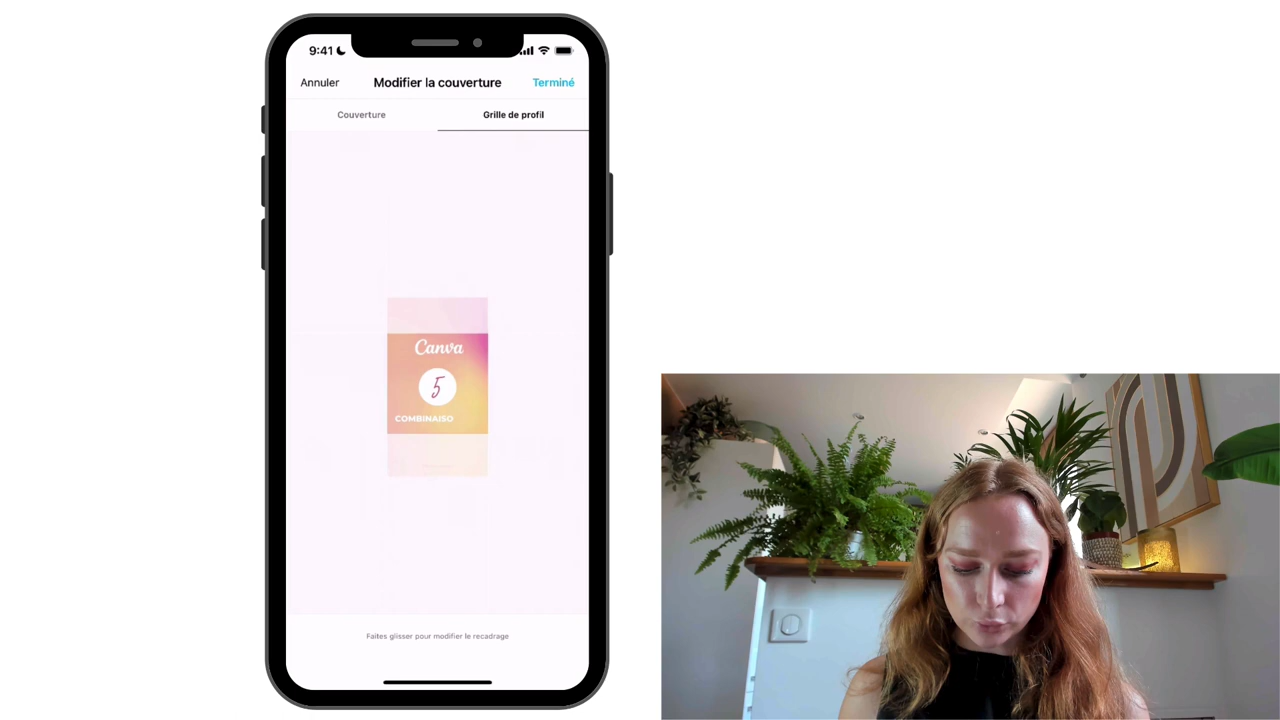 9:41
Annuler Modifier la couverture Terminé
Couverture Grille de profil
Canva
5
COMBINAISO
Faites glisser pour modifier le recadrage